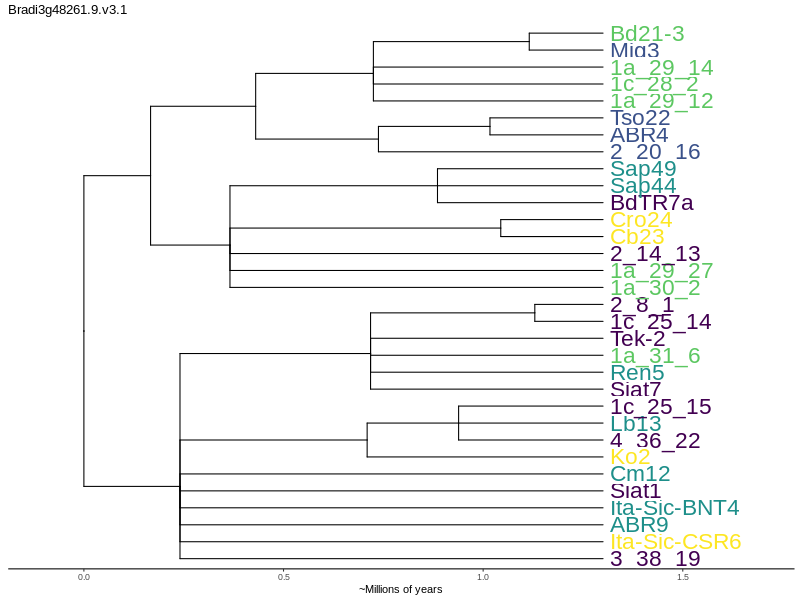 Bradi3g48261.9.v3.1
Bd21-3
Mig3
1a_29_14
1c_28_2
1a_29_12
Tso22
ABR4
2_20_16
Sap49
Sap44
BdTR7a
Cro24
Cb23
2_14_13
1a_29_27
1a_30_2
2_8_1
1c_25_14
Tek-2
1a_31_6
Ren5
Siat7
1c_25_15
Lb13
4_36_22
Ko2
Cm12
Siat1
Ita-Sic-BNT4
ABR9
Ita-Sic-CSR6
3_38_19
0.0 0.5 1.0 1.5
~Millions of years